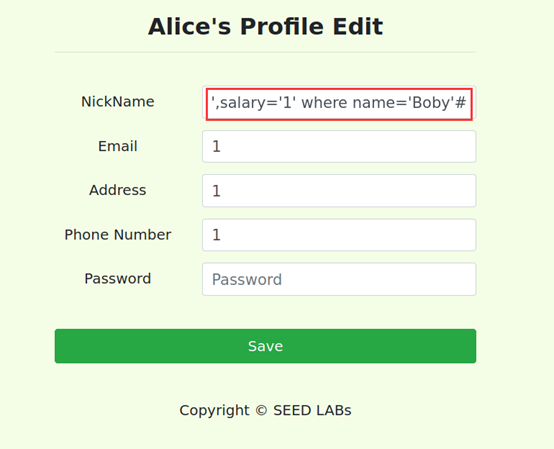 Alice's Profile Edit
NickName ',salary='1' where name='Boby'#
Email 1
Address 1
Phone Number 1
Password Password
Save
Copyright © SEED LABs